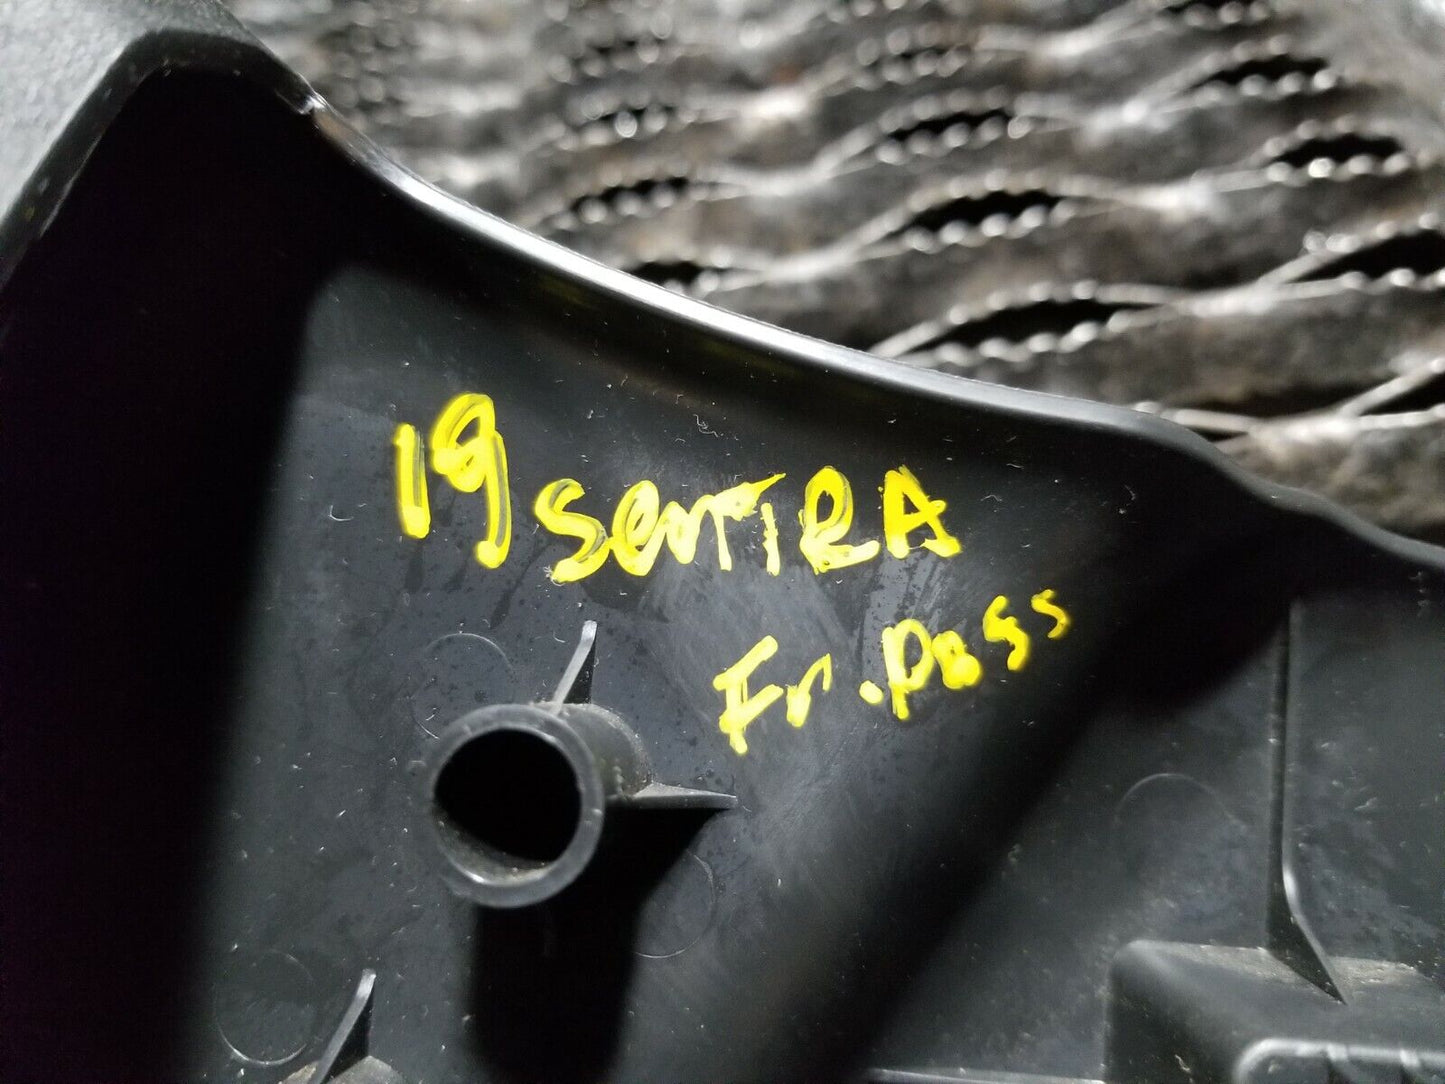 19 SenTRA
Fr. Pass